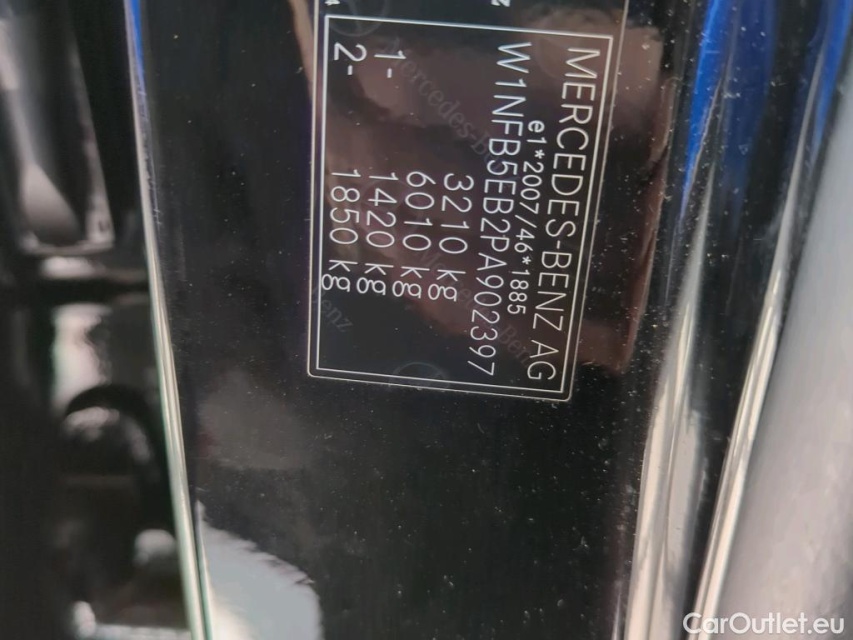 MERCEDES-BENZ AG
e1*2007/46*1885
W1NFB5EB2PA902397
3210 kg
6010 kg
1- 1420 kg
2- 1850 kg
CarOutlet.eu